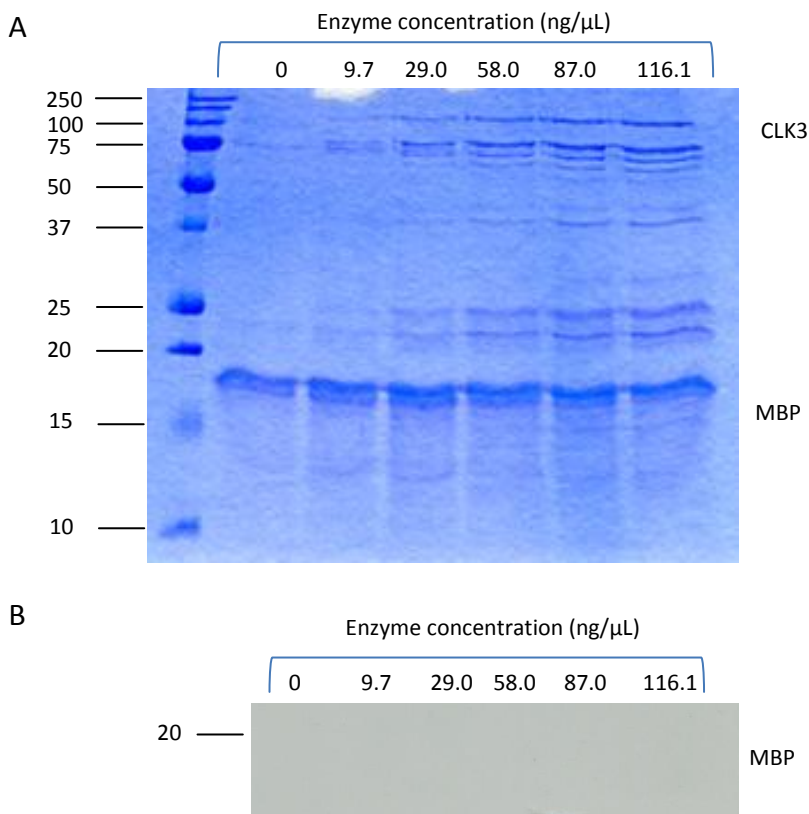 A
Enzyme concentration (ng/µL)
0 9.7 29.0 58.0 87.0 116.1
250
100
75
50
37
25
20
15
10
CLK3
MBP
B
Enzyme concentration (ng/µL)
0 9.7 29.0 58.0 87.0 116.1
20
MBP